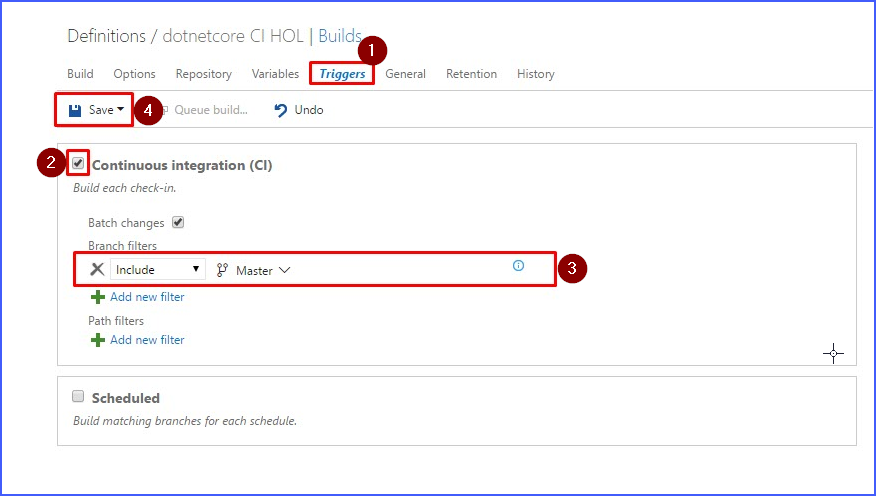 Definitions / dotnetcore CI HOL | Builds
1
Build Options Repository Variables Triggers General Retention History
Save 4 Queue build... Undo
2 Continuous integration (CI)
Build each check-in.
Batch changes
Branch filters
Include Master 3
Add new filter
Path filters
Add new filter
Scheduled
Build matching branches for each schedule.